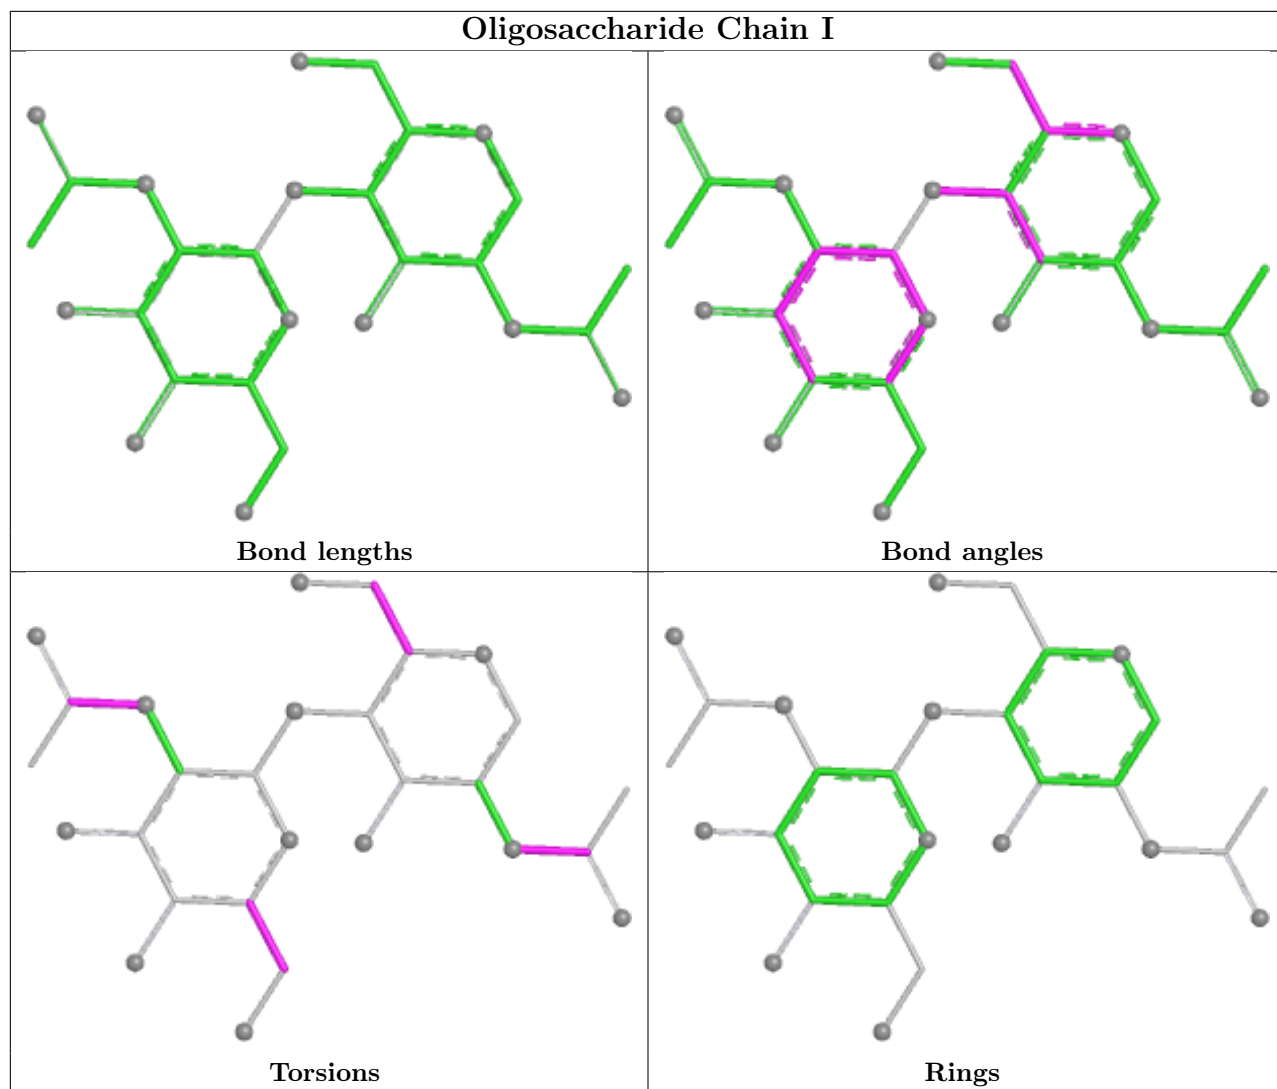 Oligosaccharide Chain I
Bond lengths
Bond angles
Torsions
Rings